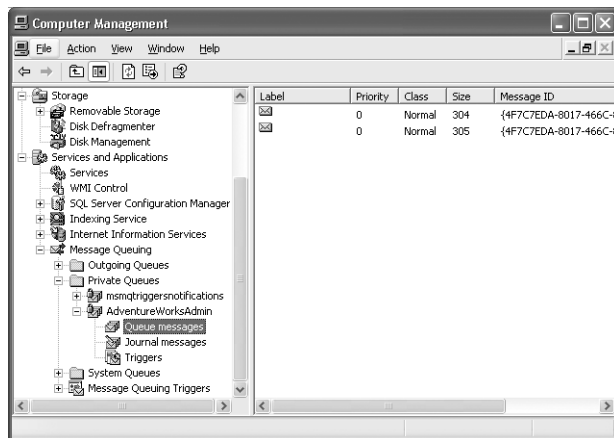 Computer Management
File Action View Window Help
Storage
Removable Storage
Disk Defragmenter
Disk Management
Services and Applications
Services
WMI Control
SQL Server Configuration Manager
Indexing Service
Internet Information Services
Message Queuing
Outgoing Queues
Private Queues
msmqtriggersnotifications
AdventureWorksAdmin
Queue messages
Journal messages
Triggers
System Queues
Message Queuing Triggers
Label Priority Class Size Message ID
0 Normal 304 {4F7C7EDA-8017-466C-
0 Normal 305 {4F7C7EDA-8017-466C-